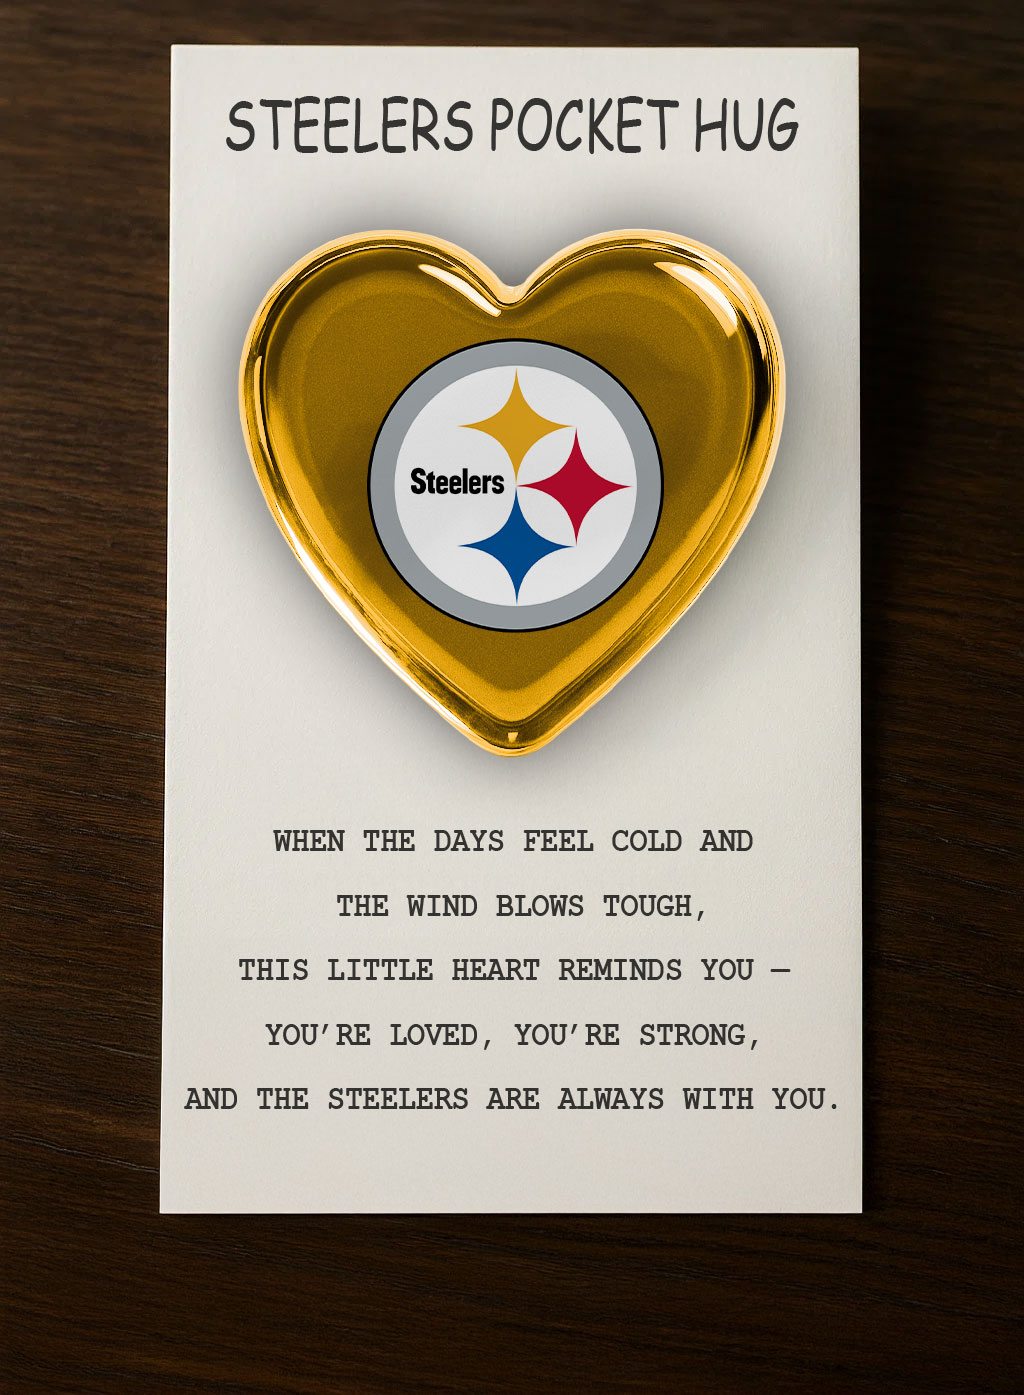 STEELERS POCKET HUG
Steelers
WHEN THE DAYS FEEL COLD AND
THE WIND BLOWS TOUGH,
THIS LITTLE HEART REMINDS YOU —
YOU’RE LOVED, YOU’RE STRONG,
AND THE STEELERS ARE ALWAYS WITH YOU.